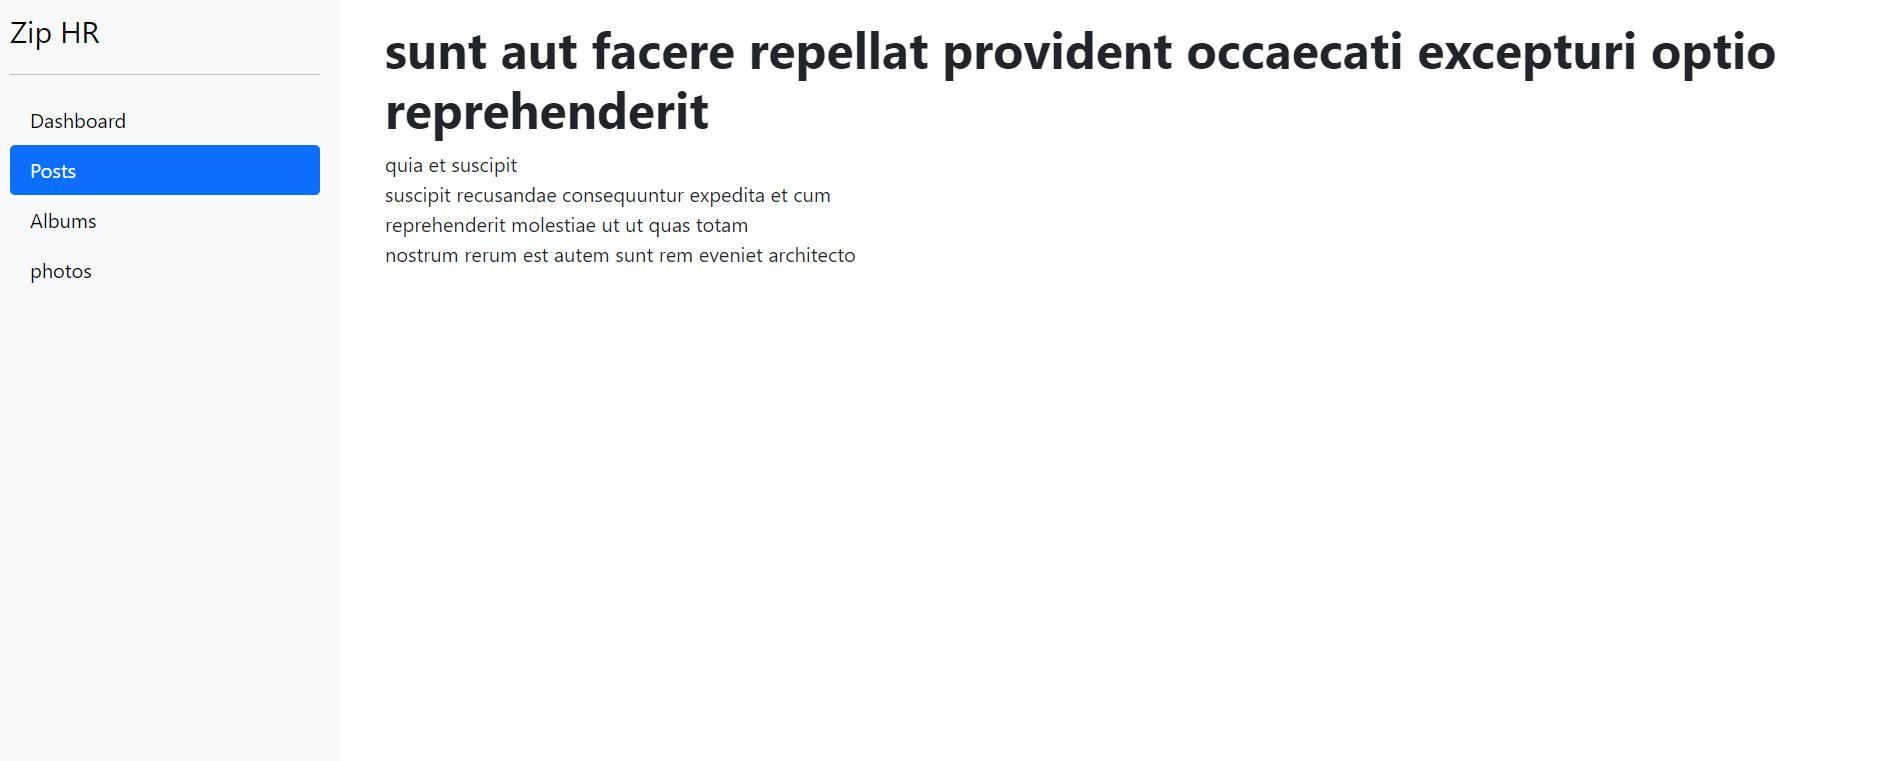 Zip HR
Dashboard
Posts
Albums
photos
sunt aut facere repellat provident occaecati excepturi optio
reprehenderit
quia et suscipit
suscipit recusandae consequuntur expedita et cum
reprehenderit molestiae ut ut quas totam
nostrum rerum est autem sunt rem eveniet architecto